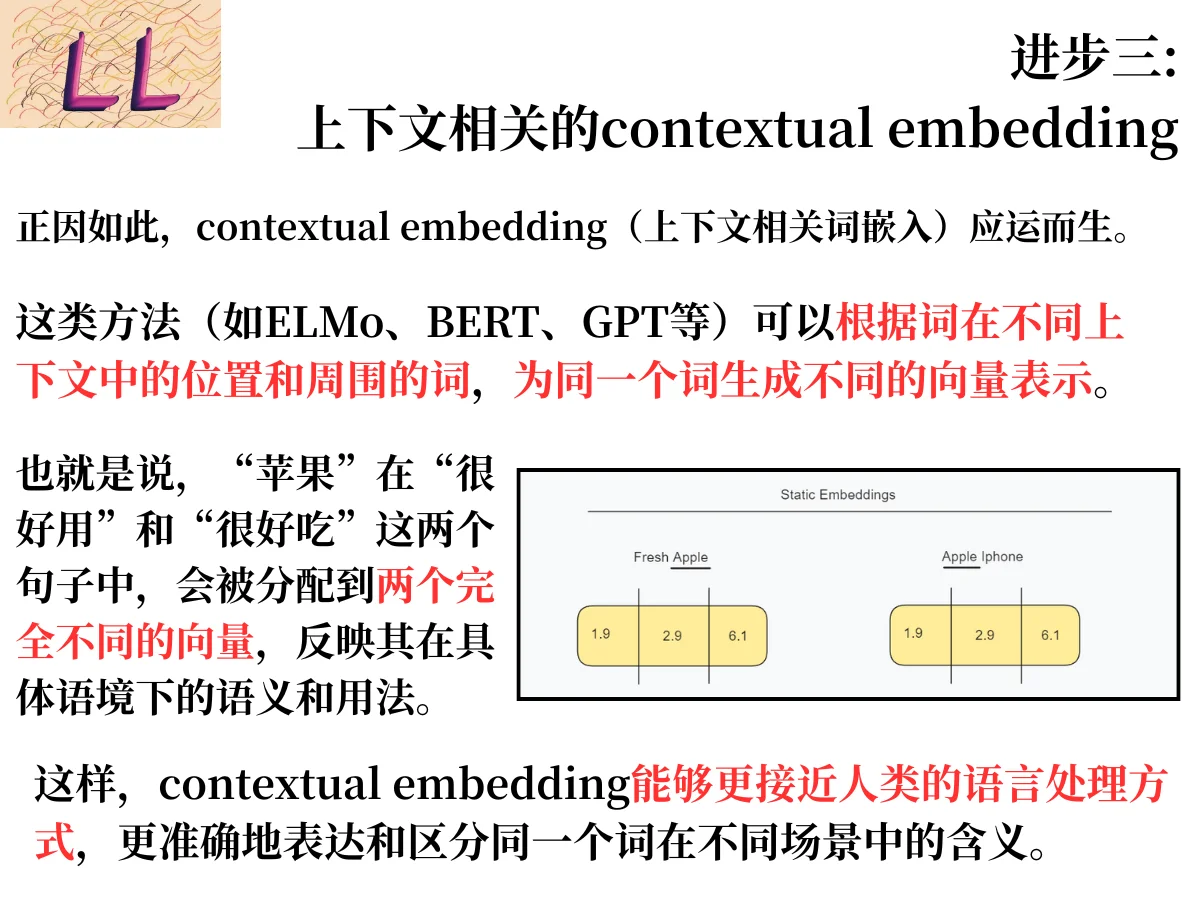 LL
进步三:
上下文相关的contextual embedding
正因如此，contextual embedding（上下文相关词嵌入）应运而生。
这类方法（如ELMo、BERT、GPT等）可以根据词在不同上
下文中的位置和周围的词，为同一个词生成不同的向量表示。
也就是说，“苹果”在“很
好用”和“很好吃”这两个
句子中，会被分配到两个完
全不同的向量，反映其在具
体语境下的语义和用法。
Static Embeddings
Fresh Apple
Apple Iphone
1.9 2.9 6.1
1.9 2.9 6.1
这样，contextual embedding能够更接近人类的语言处理方
式，更准确地表达和区分同一个词在不同场景中的含义。